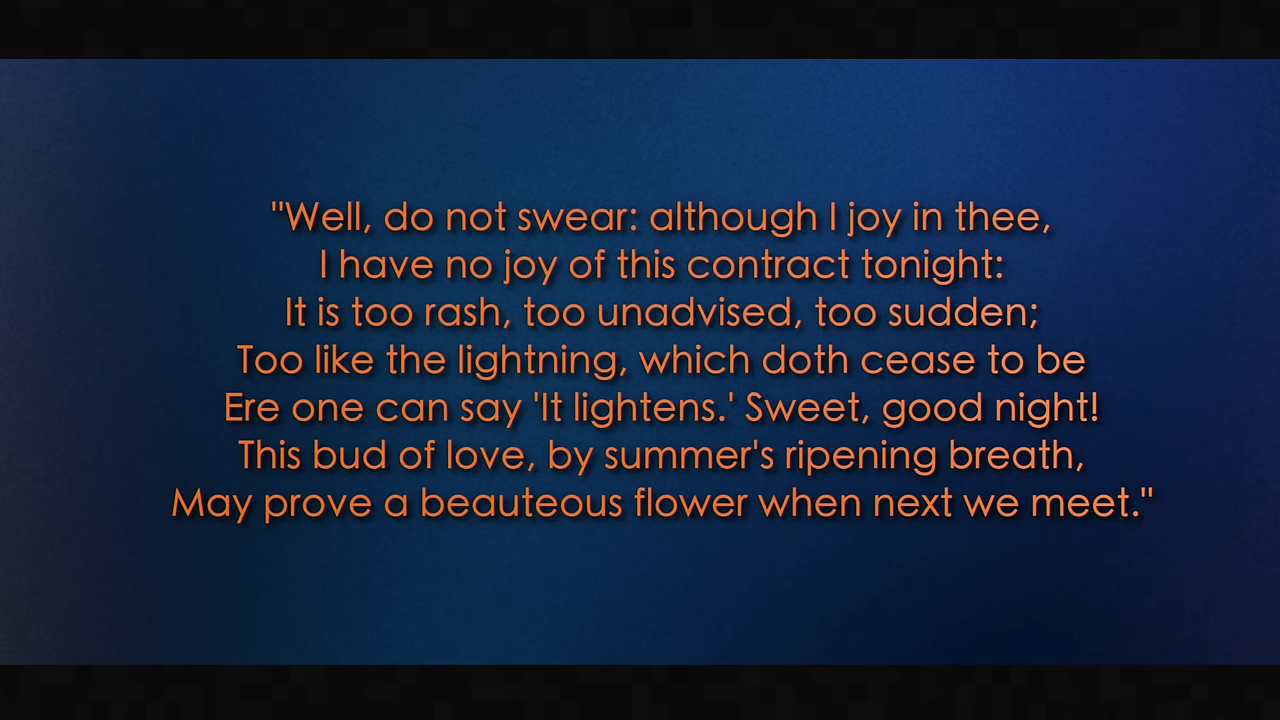 "Well, do not swear: although I joy in thee,
I have no joy of this contract tonight:
It is too rash, too unadvised, too sudden;
Too like the lightning, which doth cease to be
Ere one can say 'It lightens.' Sweet, good night!
This bud of love, by summer's ripening breath,
May prove a beauteous flower when next we meet."